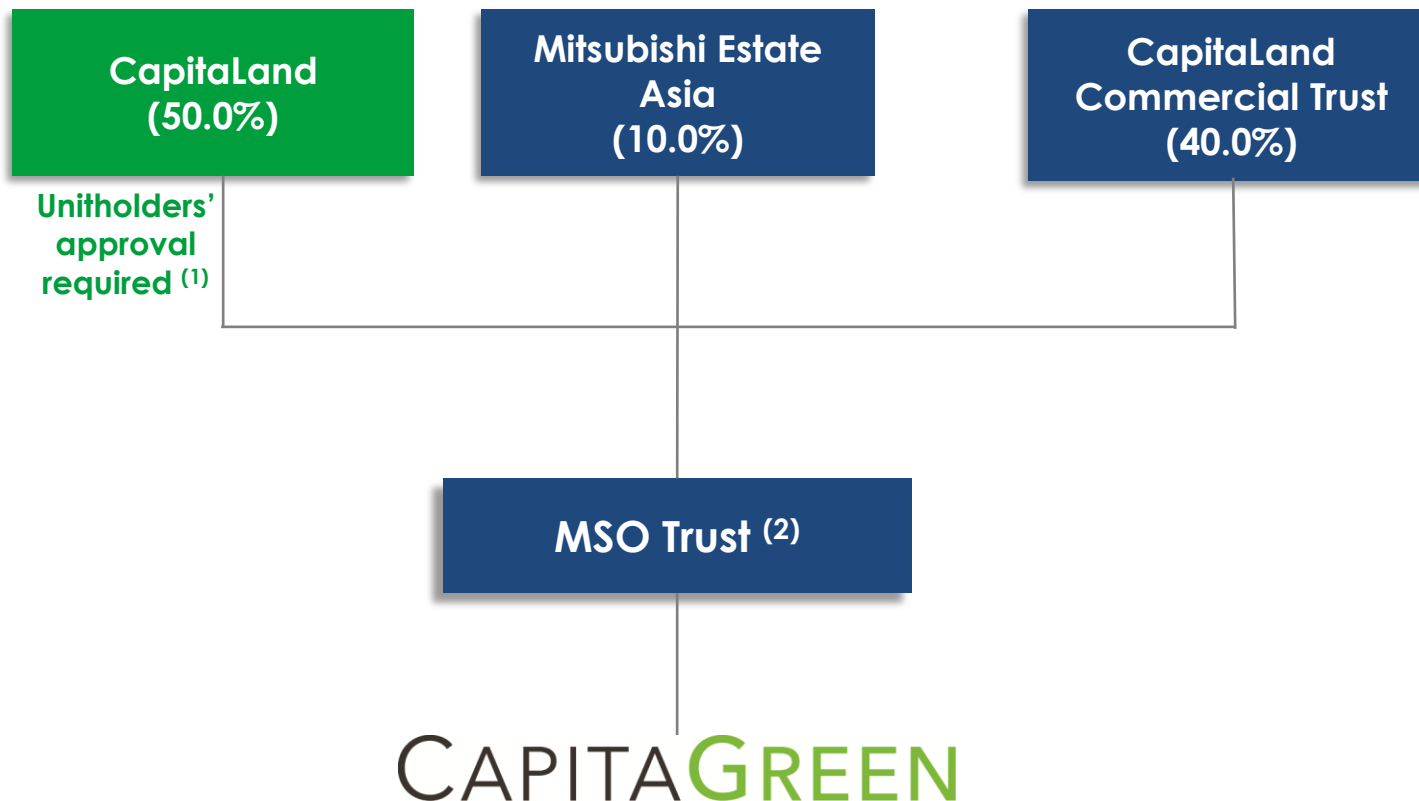 CapitaLand
(50.0%)
Mitsubishi Estate
Asia
(10.0%)
CapitaLand
Commercial Trust
(40.0%)
Unitholders’
approval
required (1)
MSO Trust (2)
CAPITAGREEN